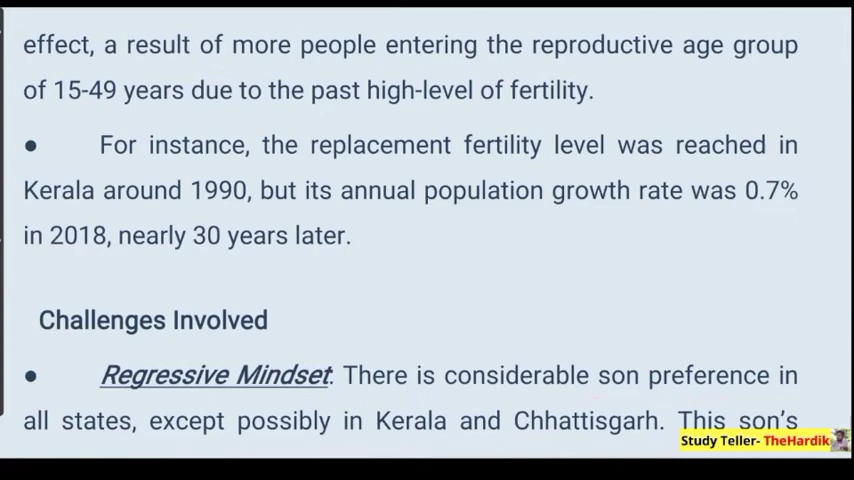 effect, a result of more people entering the reproductive age group
of 15-49 years due to the past high-level of fertility.
● For instance, the replacement fertility level was reached in
Kerala around 1990, but its annual population growth rate was 0.7%
in 2018, nearly 30 years later.
Challenges Involved
● Regressive Mindset: There is considerable son preference in
all states, except possibly in Kerala and Chhattisgarh. This son's
Study Teller- TheHardik